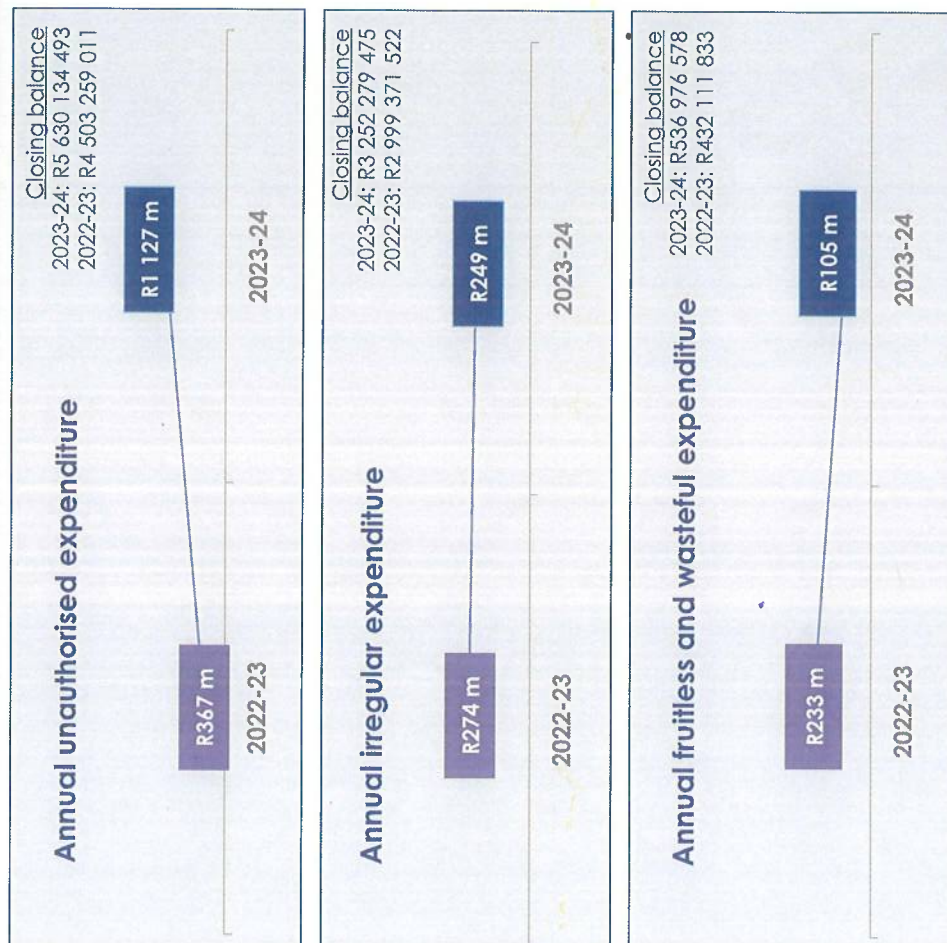 Annual unauthorised expenditure
Closing balance
2023-24: R5 630 134 493
2022-23: R4 503 259 011
R367 m
R1 127 m
2022-23
2023-24
Annual irregular expenditure
Closing balance
2023-24: R3 252 279 475
2022-23: R2 999 371 522
R274 m
R249 m
2022-23
2023-24
Annual fruitless and wasteful expenditure
Closing balance
2023-24: R536 976 578
2022-23: R432 111 833
R233 m
R105 m
2022-23
2023-24